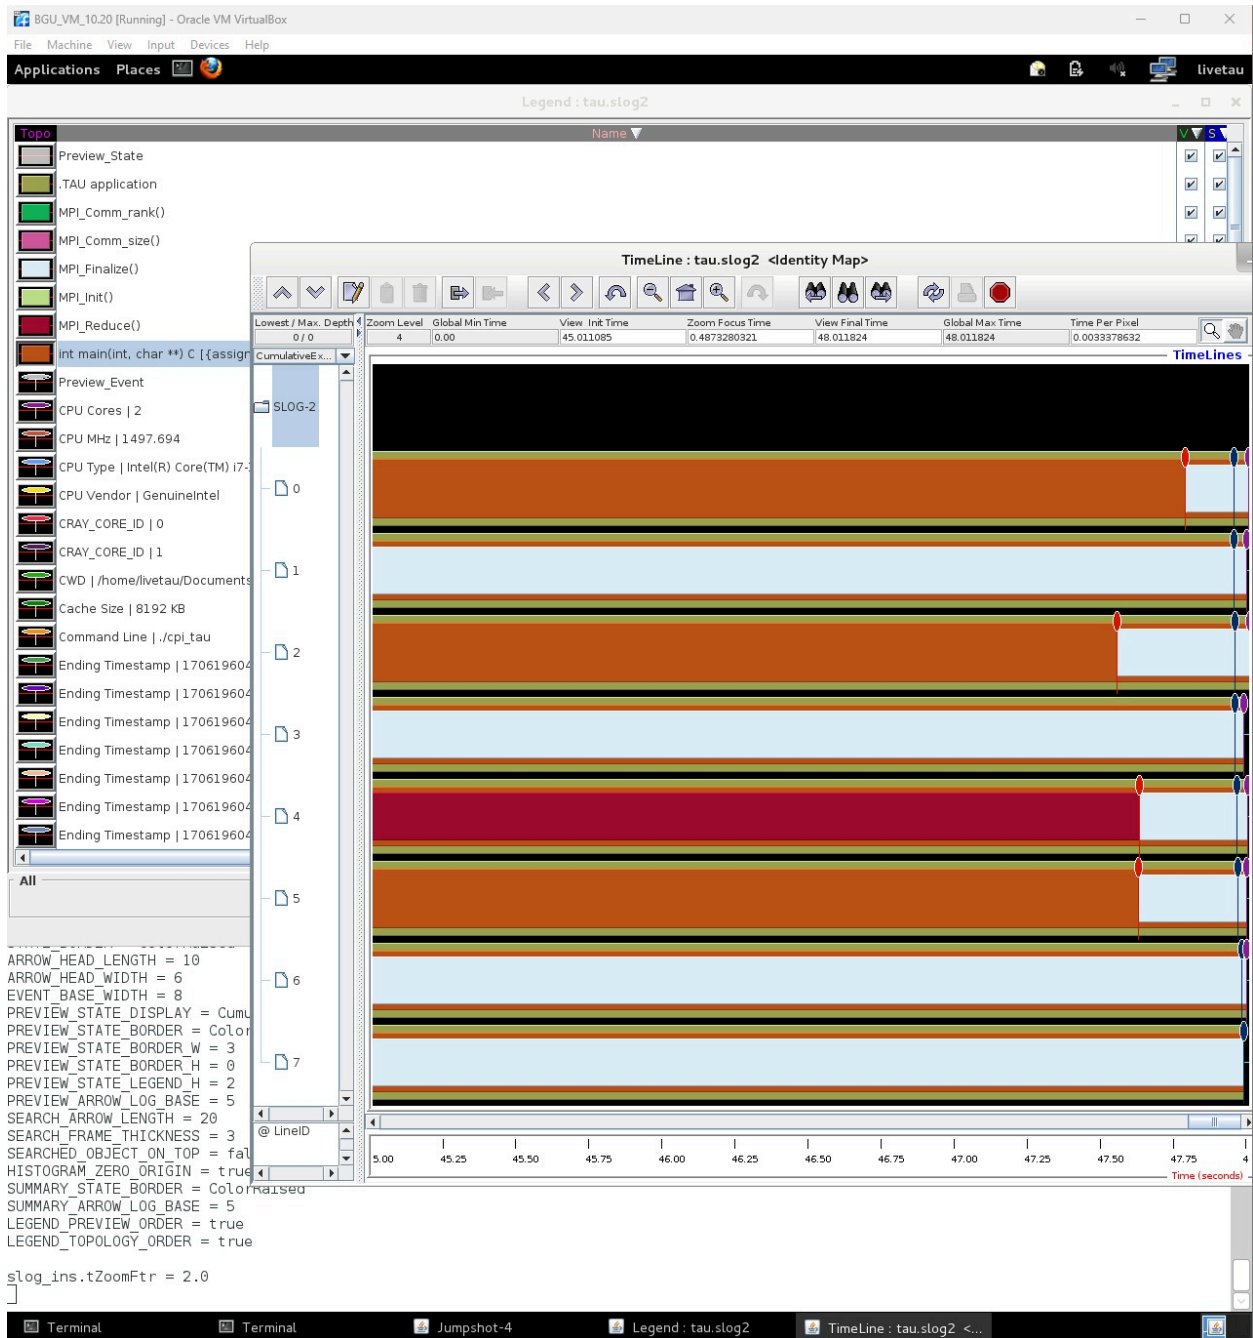 BGU_VM_10.20 [Running] - Oracle VM VirtualBox
File Machine View Input Devices Help
Applications Places livetau
Legend : tau.slog2
Topo Name V S
Preview_State
.TAU application
MPI_Comm_rank()
MPI_Comm_size()
MPI_Finalize()
MPI_Init()
MPI_Reduce()
int main(int, char **) C [{assign
Preview_Event
CPU Cores | 2
CPU MHz | 1497.694
CPU Type | Intel(R) Core(TM) i7-
CPU Vendor | GenuineIntel
CRAY_CORE_ID | 0
CRAY_CORE_ID | 1
CWD | /home/livetau/Documents
Cache Size | 8192 KB
Command Line | ./cpi_tau
Ending Timestamp | 170619604
Ending Timestamp | 170619604
Ending Timestamp | 170619604
Ending Timestamp | 170619604
Ending Timestamp | 170619604
Ending Timestamp | 170619604
Ending Timestamp | 170619604
All
TimeLine : tau.slog2 <Identity Map>
Lowest / Max. Depth Zoom Level Global Min Time View Init Time Zoom Focus Time View Final Time Global Max Time Time Per Pixel
0 / 0 4 0.00 45.011085 0.4873280321 48.011824 48.011824 0.0033378632
CumulativeEx... TimeLines
SLOG-2
0
1
2
3
4
5
6
7
@ LineID
5.00 45.25 45.50 45.75 46.00 46.25 46.50 46.75 47.00 47.25 47.50 47.75 4
Time (seconds)
ARROW_HEAD_LENGTH = 10
ARROW_HEAD_WIDTH = 6
EVENT_BASE_WIDTH = 8
PREVIEW_STATE_DISPLAY = Cumu
PREVIEW_STATE_BORDER = Color
PREVIEW_STATE_BORDER_W = 3
PREVIEW_STATE_BORDER_H = 0
PREVIEW_STATE_LEGEND_H = 2
PREVIEW_ARROW_LOG_BASE = 5
SEARCH_ARROW_LENGTH = 20
SEARCH_FRAME_THICKNESS = 3
SEARCHED_OBJECT_ON_TOP = fal
HISTOGRAM_ZERO_ORIGIN = true
SUMMARY_STATE_BORDER = ColorRaised
SUMMARY_ARROW_LOG_BASE = 5
LEGEND_PREVIEW_ORDER = true
LEGEND_TOPOLOGY_ORDER = true
slog_ins.tZoomFtr = 2.0
Terminal Terminal Jumpshot-4 Legend : tau.slog2 TimeLine : tau.slog2 <...